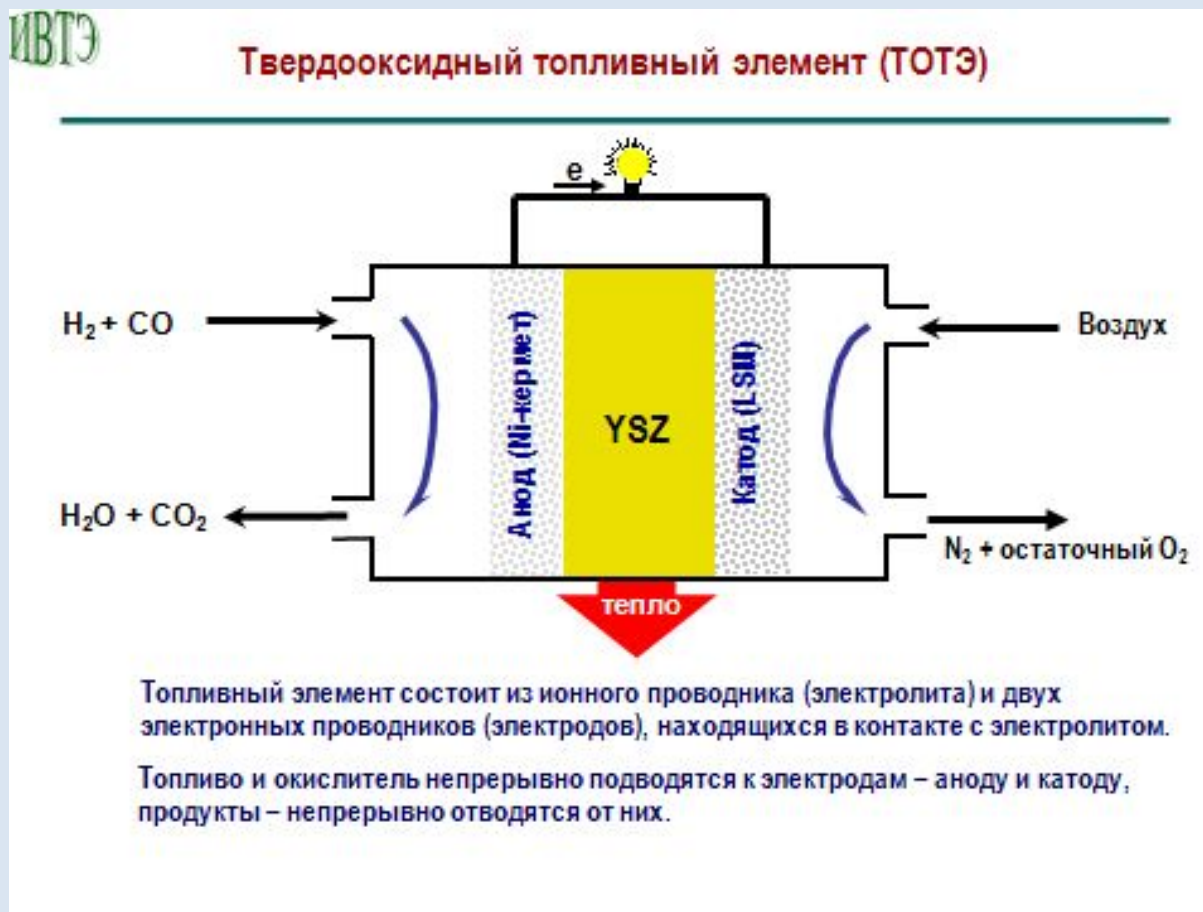 ИВТЭ
Твердооксидный топливный элемент (ТОТЭ)
e
H₂ + CO
Воздух
Анод (Ni-кермет)
YSZ
Катод (LSM)
H₂O + CO₂
N₂ + остаточный O₂
тепло
Топливный элемент состоит из ионного проводника (электролита) и двух
электронных проводников (электродов), находящихся в контакте с электролитом.
Топливо и окислитель непрерывно подводятся к электродам – аноду и катоду,
продукты – непрерывно отводятся от них.